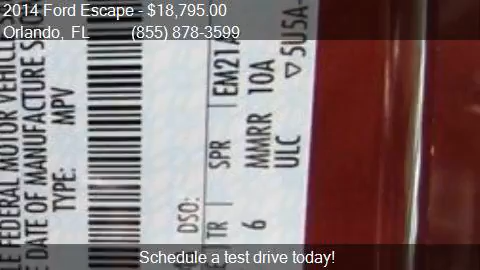 2014 Ford Escape - $18,795.00
Orlando, FL (855) 878-3599
FEDERAL MOTOR VEHICLE
DATE OF MANUFACTURE
TYPE: MPV
DSO:
TR SPR EM21
6 MMRR 10A
ULC
5U5A-
Schedule a test drive today!